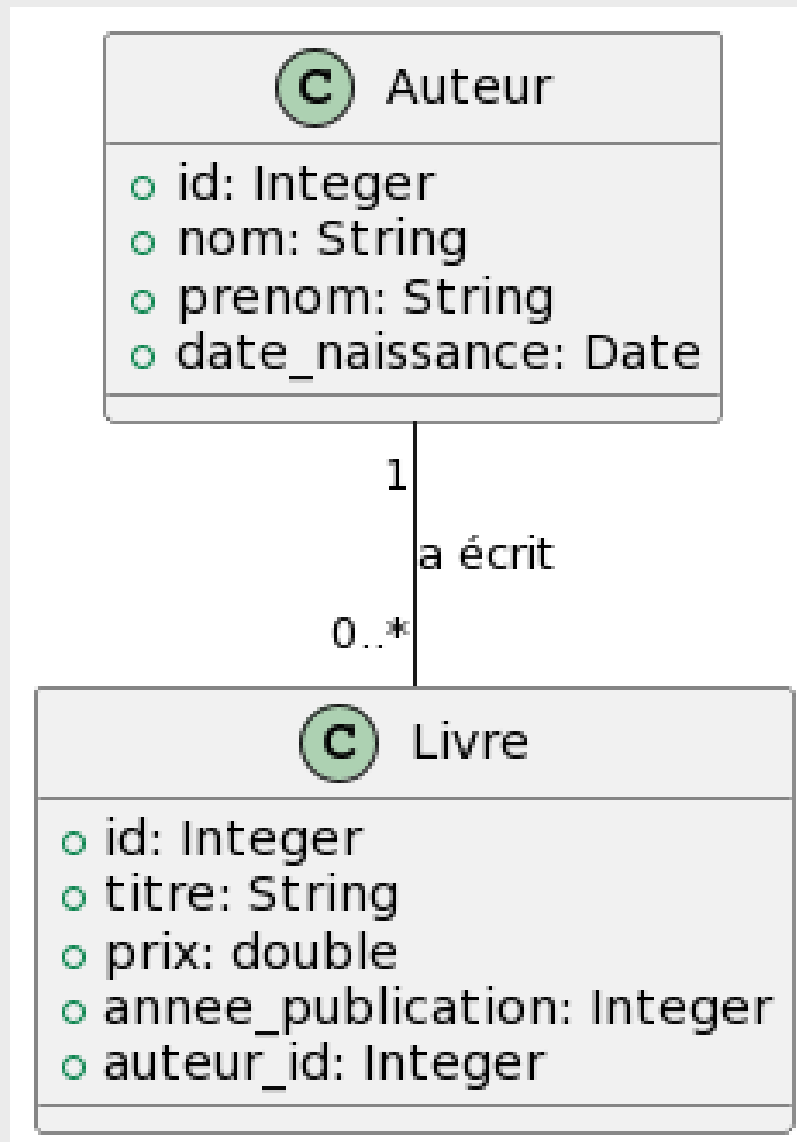 C Auteur
id: Integer
nom: String
prenom: String
date_naissance: Date
1
a écrit
0..*
C Livre
id: Integer
titre: String
prix: double
annee_publication: Integer
auteur_id: Integer